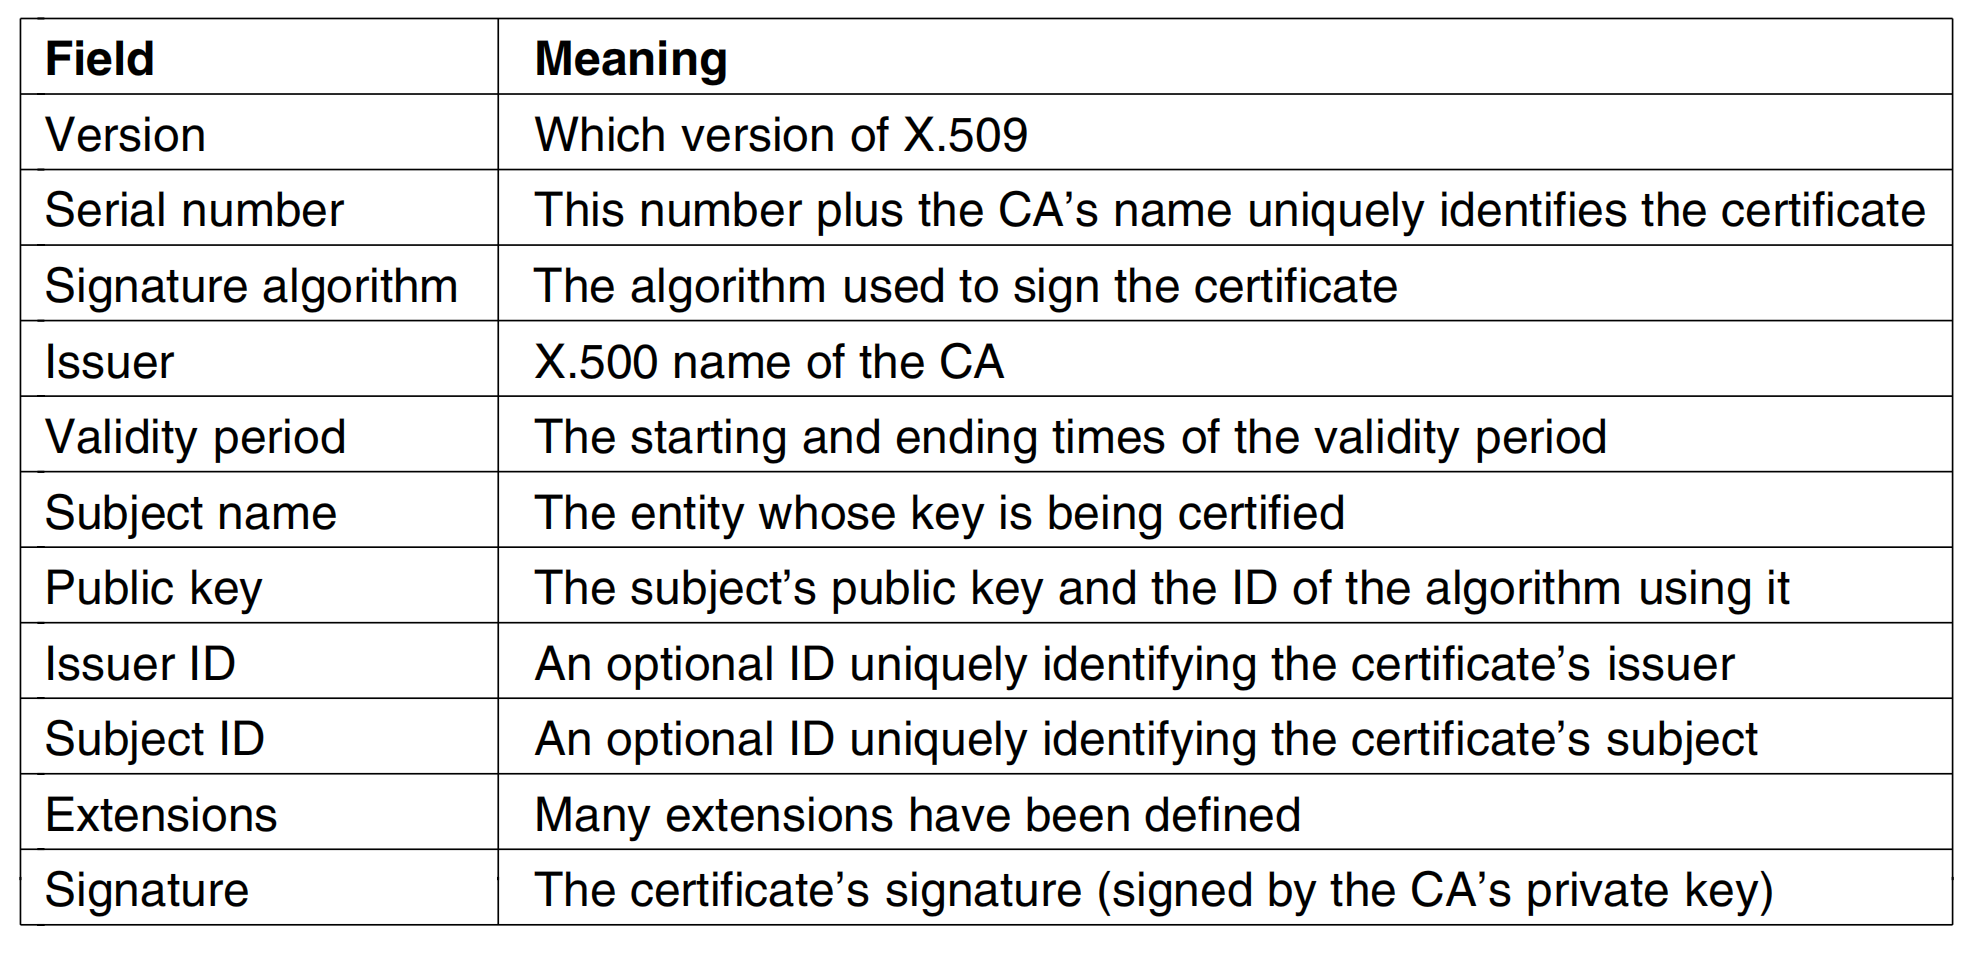 Field Meaning
Version Which version of X.509
Serial number This number plus the CA’s name uniquely identifies the certificate
Signature algorithm The algorithm used to sign the certificate
Issuer X.500 name of the CA
Validity period The starting and ending times of the validity period
Subject name The entity whose key is being certified
Public key The subject’s public key and the ID of the algorithm using it
Issuer ID An optional ID uniquely identifying the certificate’s issuer
Subject ID An optional ID uniquely identifying the certificate’s subject
Extensions Many extensions have been defined
Signature The certificate’s signature (signed by the CA’s private key)